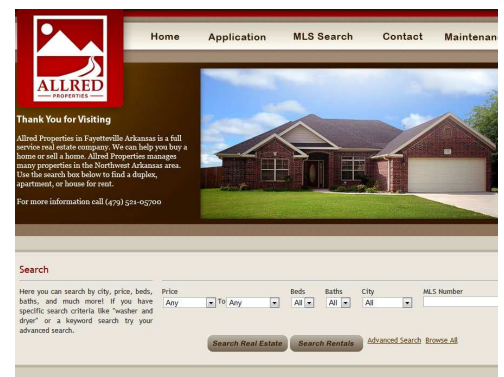 Home Application MLS Search Contact Maintenan
ALLRED
PROPERTIES
Thank You for Visiting
Allred Properties in Fayetteville Arkansas is a full
service real estate company. We can help you buy a
home or sell a home. Allred Properties manages
many properties in the Northwest Arkansas area.
Use the search box below to find a duplex,
apartment, or house for rent.
For more information call (479) 521-05700
Search
Here you can search by city, price, beds,
baths, and much more! If you have
specific search criteria like "washer and
dryer" or a keyword search try your
advanced search.
Price Beds Baths City MLS Number
Any To Any All All All
Search Real Estate Search Rentals Advanced Search Browse All